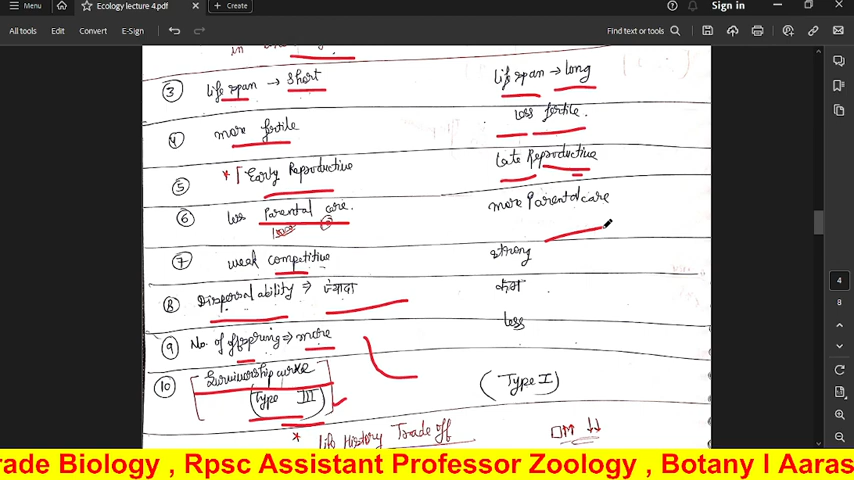 Menu
Ecology lecture 4.pdf
Create
Sign in
All tools Edit Convert E-Sign
Find text or tools
③ life span → short life span → long
④ more fertile less fertile.
⑤ * Early Reproductive late Reproductive
⑥ less Parental care. more Parental care
⑦ weak competitive strong
⑧ Dispersal ability ⇒ ज्यादा कम
⑨ No. of offspring ⇒ more less
⑩ Survivorship curve
(Type III) (Type I)
* life History Trade off
4
8
rade Biology , Rpsc Assistant Professor Zoology , Botany I Aaras